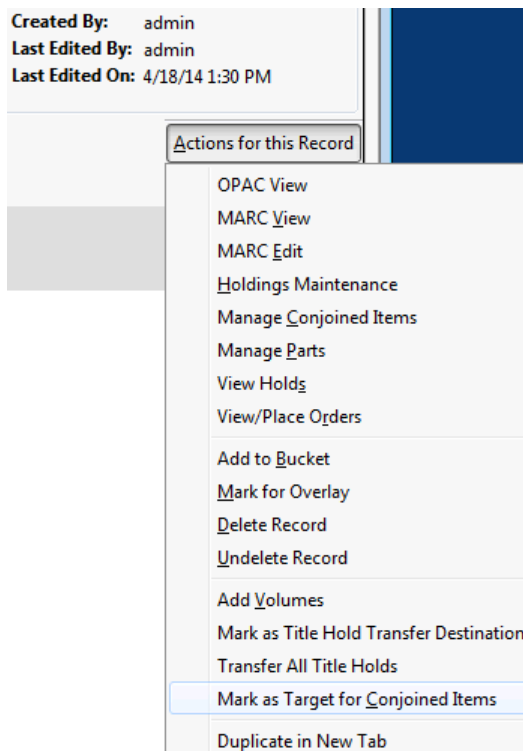 Created By: admin
Last Edited By: admin
Last Edited On: 4/18/14 1:30 PM
Actions for this Record
OPAC View
MARC View
MARC Edit
Holdings Maintenance
Manage Conjoined Items
Manage Parts
View Holds
View/Place Orders
Add to Bucket
Mark for Overlay
Delete Record
Undelete Record
Add Volumes
Mark as Title Hold Transfer Destination
Transfer All Title Holds
Mark as Target for Conjoined Items
Duplicate in New Tab